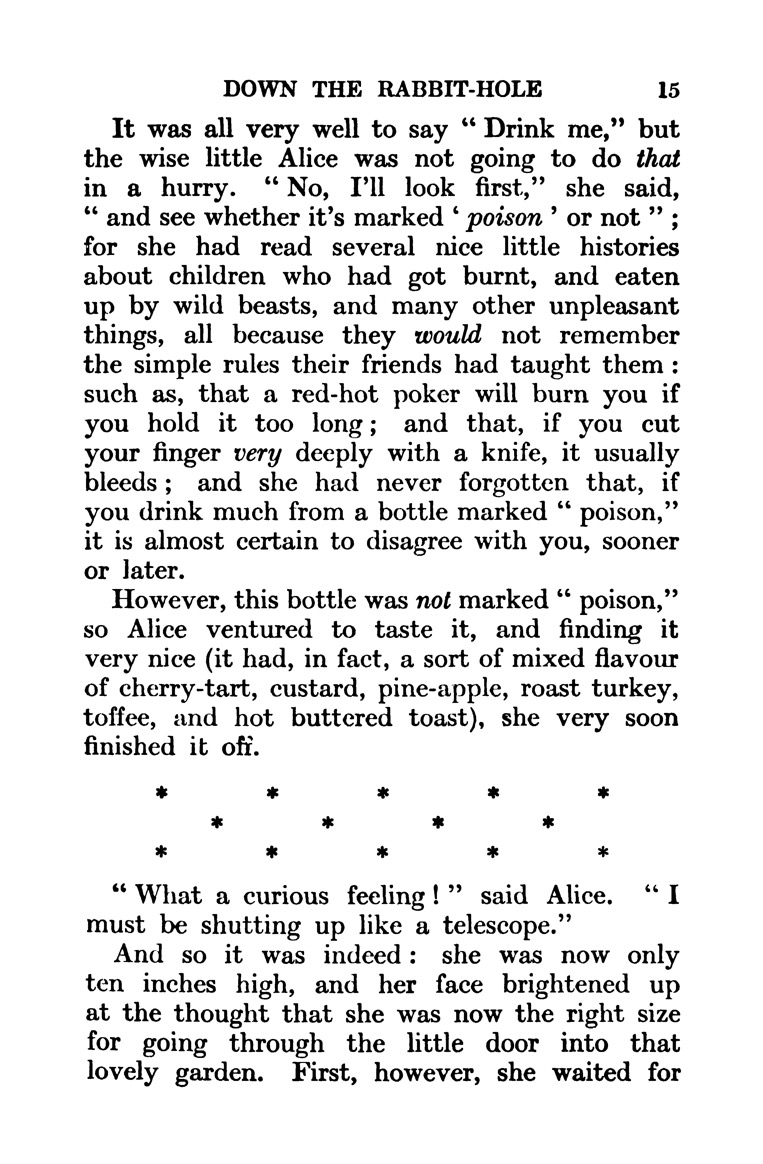 DOWN THE RABBIT-HOLE 15
It was all very well to say “ Drink me,” but
the wise little Alice was not going to do that
in a hurry. “ No, I’ll look first,” she said,
“ and see whether it’s marked ‘ poison ’ or not ” ;
for she had read several nice little histories
about children who had got burnt, and eaten
up by wild beasts, and many other unpleasant
things, all because they would not remember
the simple rules their friends had taught them :
such as, that a red-hot poker will burn you if
you hold it too long ; and that, if you cut
your finger very deeply with a knife, it usually
bleeds ; and she had never forgotten that, if
you drink much from a bottle marked “ poison,”
it is almost certain to disagree with you, sooner
or later.
However, this bottle was not marked “ poison,”
so Alice ventured to taste it, and finding it
very nice (it had, in fact, a sort of mixed flavour
of cherry-tart, custard, pine-apple, roast turkey,
toffee, and hot buttered toast), she very soon
finished it off.
* * * * *
* * * *
* * * * *
“ What a curious feeling ! ” said Alice. “ I
must be shutting up like a telescope.”
And so it was indeed : she was now only
ten inches high, and her face brightened up
at the thought that she was now the right size
for going through the little door into that
lovely garden. First, however, she waited for